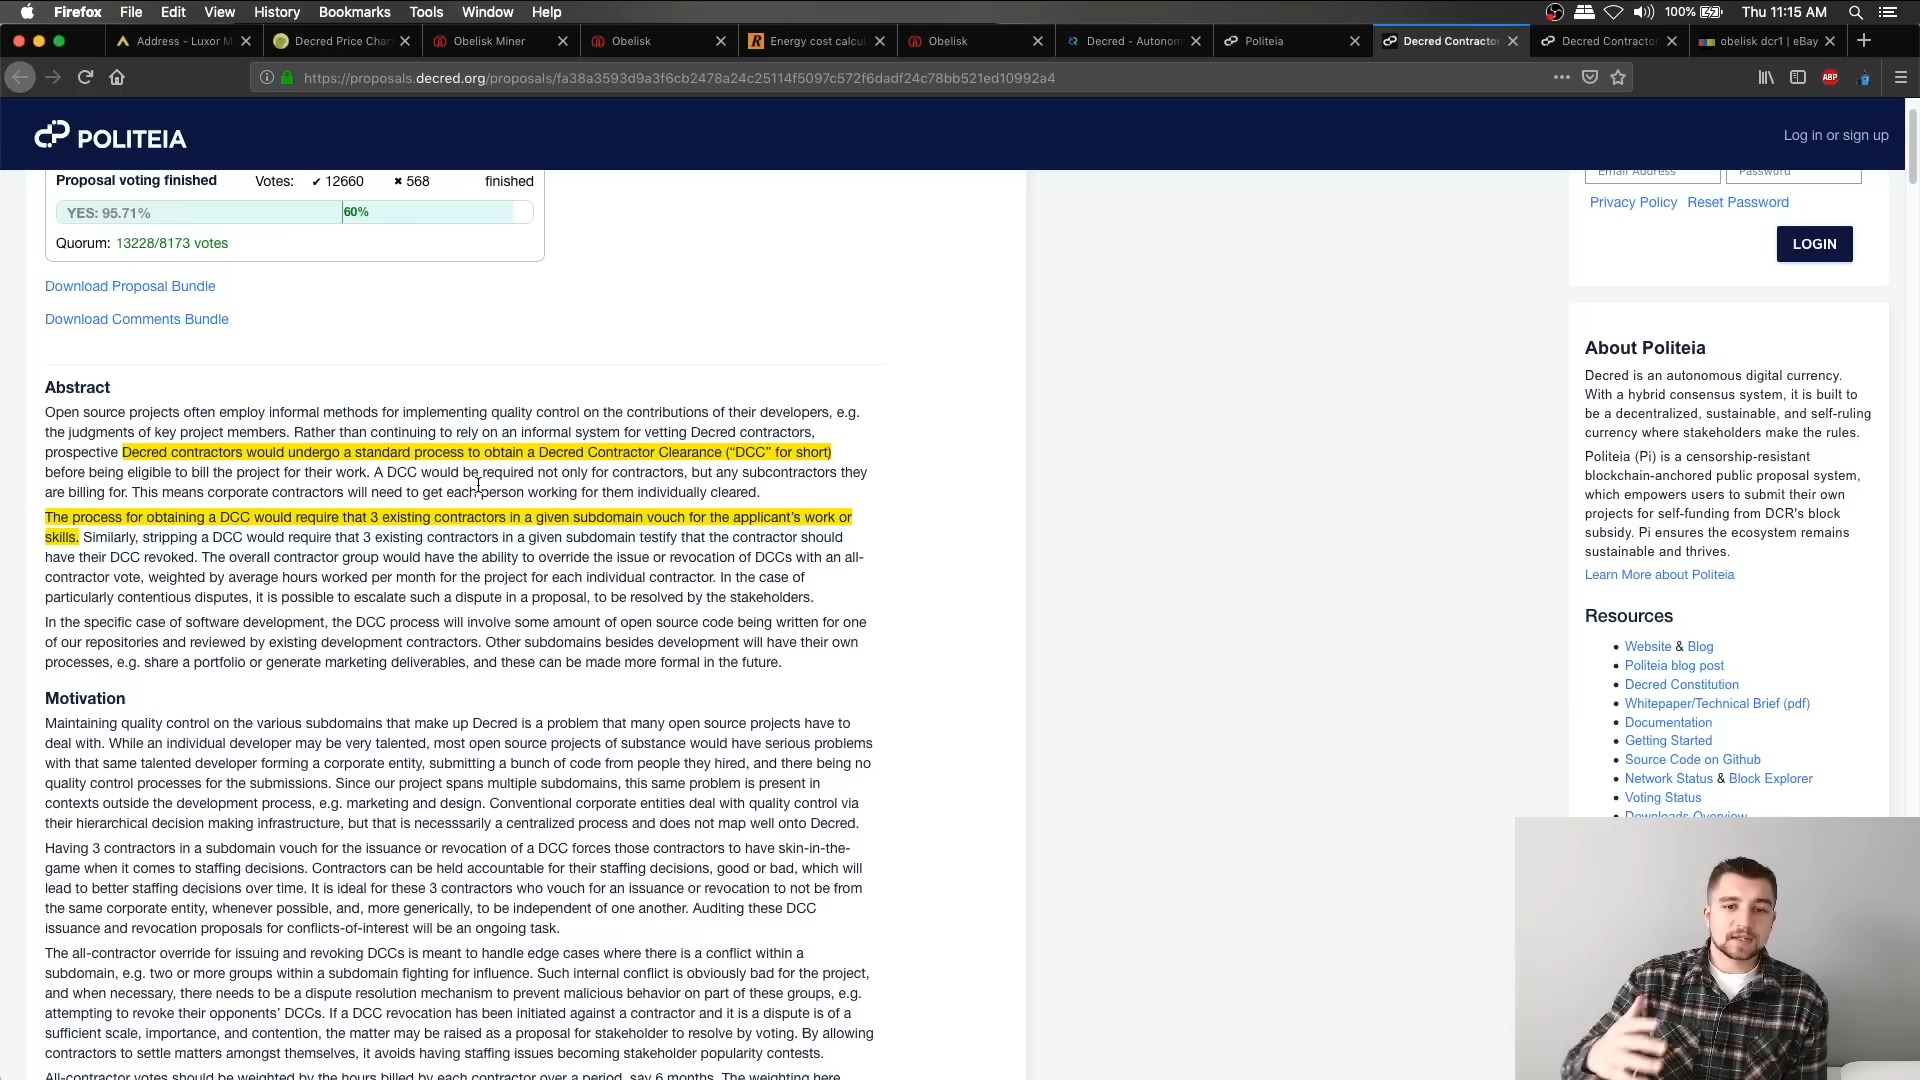 Firefox File Edit View History Bookmarks Tools Window Help
100% Thu 11:15 AM
Address - Luxor M
Decred Price Char
Obelisk Miner
Obelisk
Energy cost calcu
Obelisk
Decred - Autonom
Politeia
Decred Contracto
Decred Contractor
obelisk dcr1 | eBay
https://proposals.decred.org/proposals/fa38a3593d9a3f6cb2478a24c25114f5097c572f6dadf24c78bb521ed10992a4
ABP
POLITEIA
Log in or sign up
Proposal voting finished Votes: ✔ 12660 ✖ 568 finished
YES: 95.71% 60%
Quorum: 13228/8173 votes
Download Proposal Bundle
Download Comments Bundle
Abstract
Open source projects often employ informal methods for implementing quality control on the contributions of their developers, e.g.
the judgments of key project members. Rather than continuing to rely on an informal system for vetting Decred contractors,
prospective Decred contractors would undergo a standard process to obtain a Decred Contractor Clearance (“DCC” for short)
before being eligible to bill the project for their work. A DCC would be required not only for contractors, but any subcontractors they
are billing for. This means corporate contractors will need to get each person working for them individually cleared.
The process for obtaining a DCC would require that 3 existing contractors in a given subdomain vouch for the applicant’s work or
skills. Similarly, stripping a DCC would require that 3 existing contractors in a given subdomain testify that the contractor should
have their DCC revoked. The overall contractor group would have the ability to override the issue or revocation of DCCs with an all-
contractor vote, weighted by average hours worked per month for the project for each individual contractor. In the case of
particularly contentious disputes, it is possible to escalate such a dispute in a proposal, to be resolved by the stakeholders.
In the specific case of software development, the DCC process will involve some amount of open source code being written for one
of our repositories and reviewed by existing development contractors. Other subdomains besides development will have their own
processes, e.g. share a portfolio or generate marketing deliverables, and these can be made more formal in the future.
Motivation
Maintaining quality control on the various subdomains that make up Decred is a problem that many open source projects have to
deal with. While an individual developer may be very talented, most open source projects of substance would have serious problems
with that same talented developer forming a corporate entity, submitting a bunch of code from people they hired, and there being no
quality control processes for the submissions. Since our project spans multiple subdomains, this same problem is present in
contexts outside the development process, e.g. marketing and design. Conventional corporate entities deal with quality control via
their hierarchical decision making infrastructure, but that is necesssarily a centralized process and does not map well onto Decred.
Having 3 contractors in a subdomain vouch for the issuance or revocation of a DCC forces those contractors to have skin-in-the-
game when it comes to staffing decisions. Contractors can be held accountable for their staffing decisions, good or bad, which will
lead to better staffing decisions over time. It is ideal for these 3 contractors who vouch for an issuance or revocation to not be from
the same corporate entity, whenever possible, and, more generically, to be independent of one another. Auditing these DCC
issuance and revocation proposals for conflicts-of-interest will be an ongoing task.
The all-contractor override for issuing and revoking DCCs is meant to handle edge cases where there is a conflict within a
subdomain, e.g. two or more groups within a subdomain fighting for influence. Such internal conflict is obviously bad for the project,
and when necessary, there needs to be a dispute resolution mechanism to prevent malicious behavior on part of these groups, e.g.
attempting to revoke their opponents’ DCCs. If a DCC revocation has been initiated against a contractor and it is a dispute is of a
sufficient scale, importance, and contention, the matter may be raised as a proposal for stakeholder to resolve by voting. By allowing
contractors to settle matters amongst themselves, it avoids having staffing issues becoming stakeholder popularity contests.
All-contractor votes should be weighted by the hours billed by each contractor over a period, say 6 months. The weighting here
Email Address Password
Privacy Policy Reset Password
LOGIN
About Politeia
Decred is an autonomous digital currency.
With a hybrid consensus system, it is built to
be a decentralized, sustainable, and self-ruling
currency where stakeholders make the rules.
Politeia (Pi) is a censorship-resistant
blockchain-anchored public proposal system,
which empowers users to submit their own
projects for self-funding from DCR's block
subsidy. Pi ensures the ecosystem remains
sustainable and thrives.
Learn More about Politeia
Resources
Website & Blog
Politeia blog post
Decred Constitution
Whitepaper/Technical Brief (pdf)
Documentation
Getting Started
Source Code on Github
Network Status & Block Explorer
Voting Status
Downloads Overview